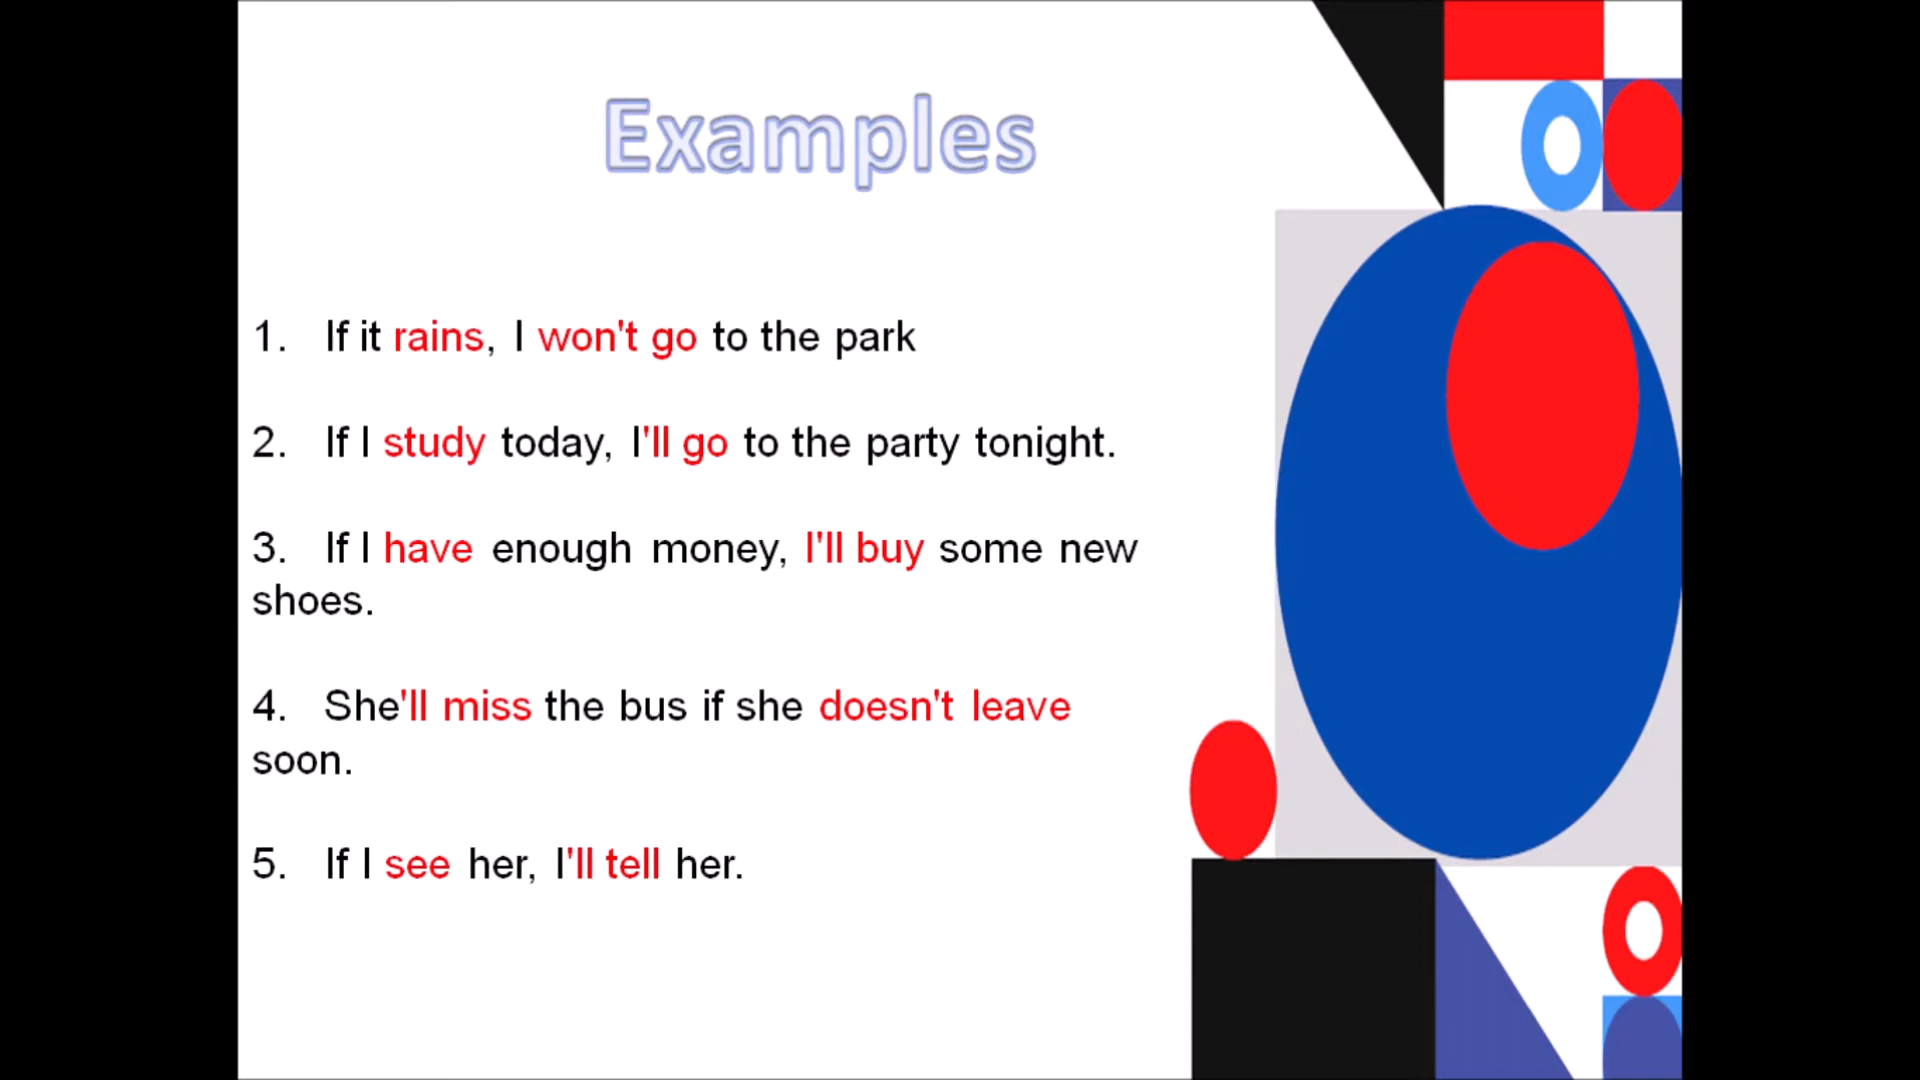 Examples
1. If it rains, I won't go to the park
2. If I study today, I'll go to the party tonight.
3. If I have enough money, I'll buy some new
shoes.
4. She'll miss the bus if she doesn't leave
soon.
5. If I see her, I'll tell her.